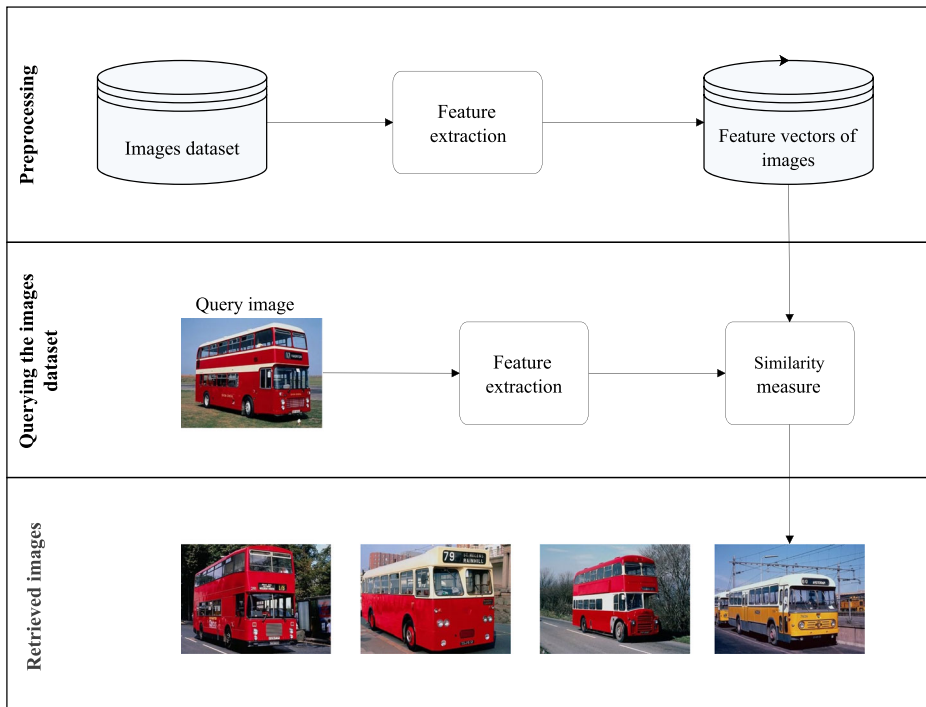 Preprocessing
Images dataset
Feature
extraction
Feature vectors of
images
Querying the images
dataset
Query image
Feature
extraction
Similarity
measure
Retrieved images
79
RAINHILL